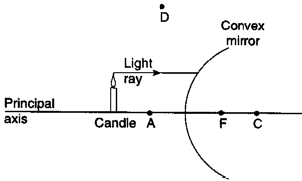 D
Convex
mirror
Light
ray
Principal
axis
Candle
A
F
C